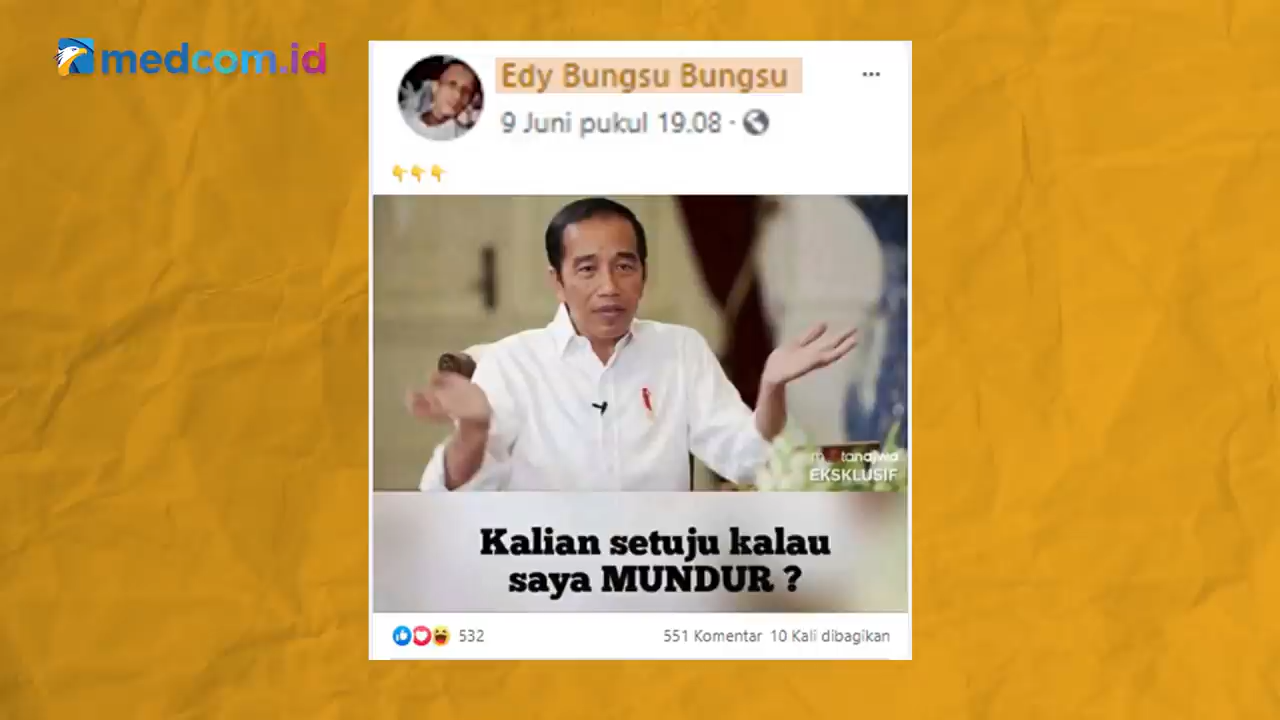 medcom.id
Edy Bungsu Bungsu
9 Juni pukul 19.08 ·
matanajwa
EKSKLUSIF
Kalian setuju kalau
saya MUNDUR ?
532
551 Komentar 10 Kali dibagikan